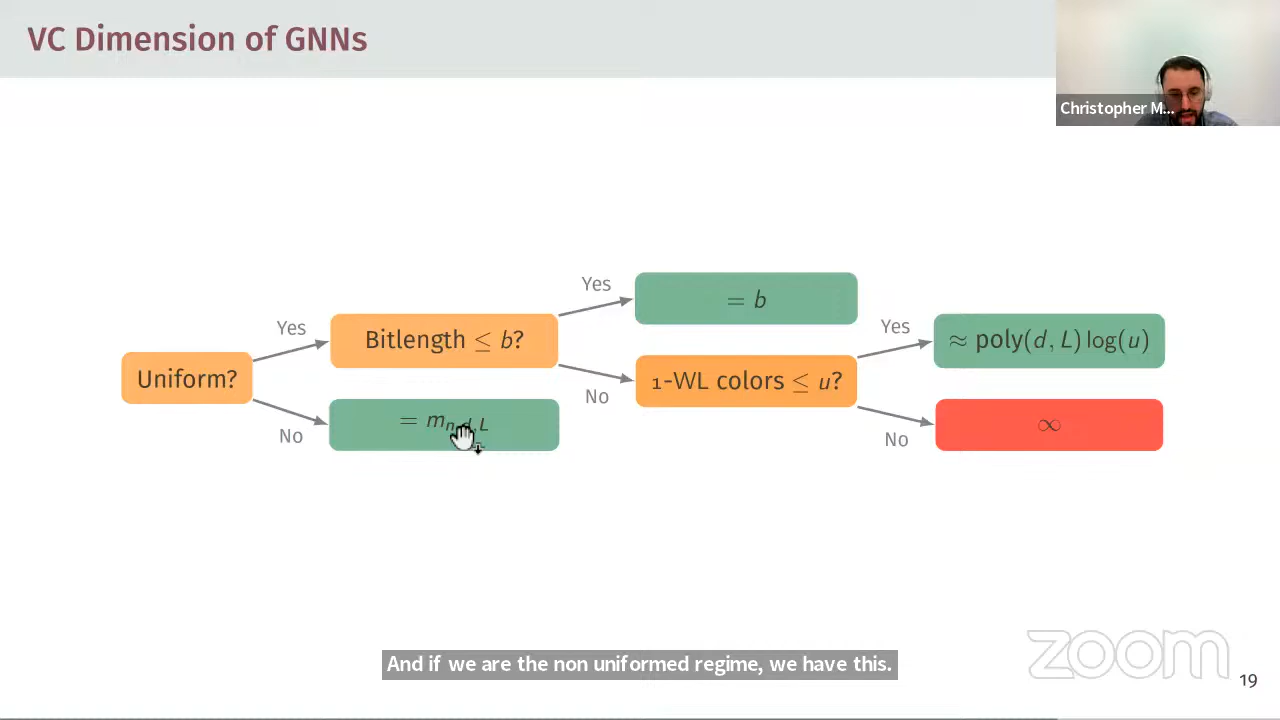 VC Dimension of GNNs
Christopher M...
Uniform?
Yes
No
Bitlength ≤ b?
= m_{n,d,L}
Yes
No
= b
1-WL colors ≤ u?
Yes
No
≈ poly(d, L) log(u)
∞
And if we are the non uniformed regime, we have this.
zoom
19